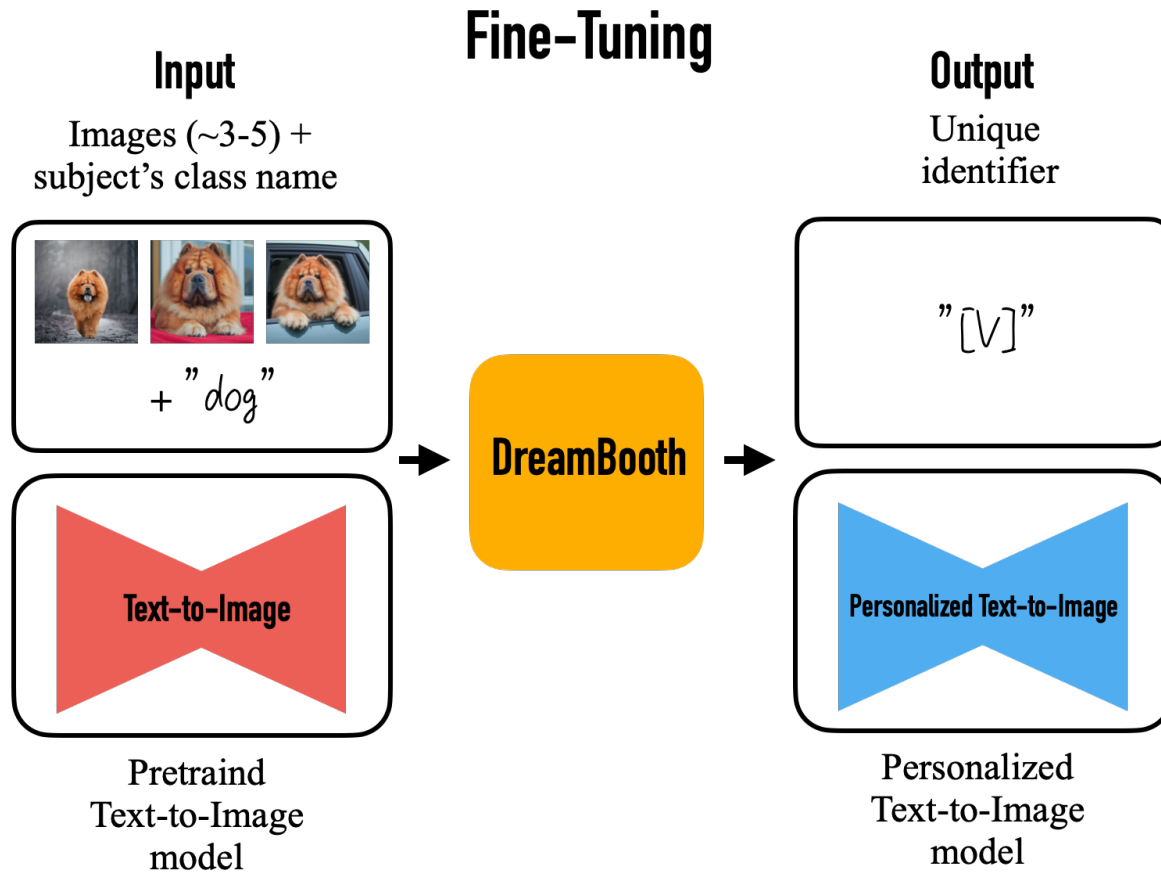 Fine-Tuning
Input
Images (~3-5) +
subject’s class name
+ ”dog”
Text-to-Image
Pretraind
Text-to-Image
model
DreamBooth
Output
Unique
identifier
”[V]”
Personalized Text-to-Image
Personalized
Text-to-Image
model